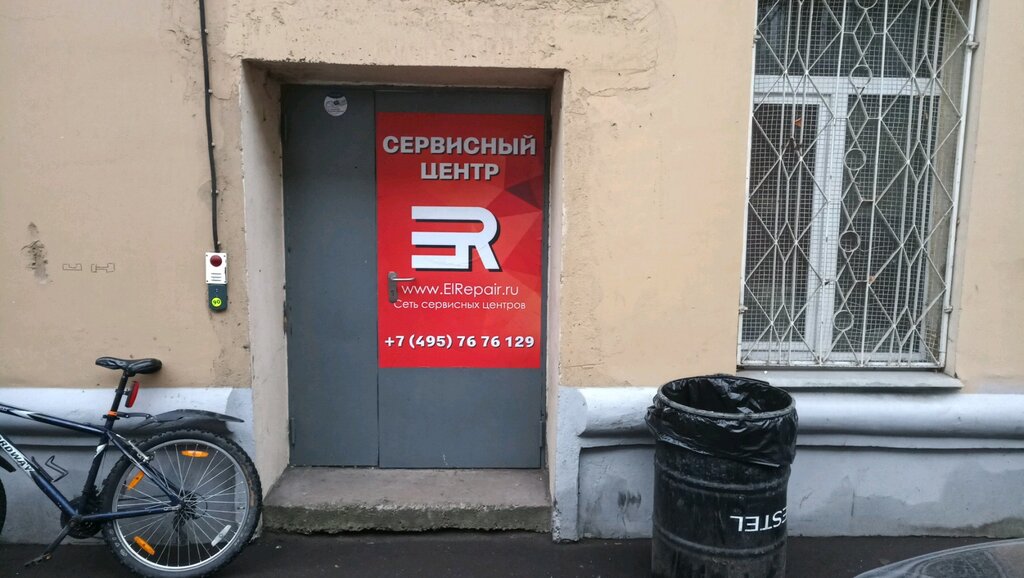 СЕРВИСНЫЙ
ЦЕНТР
ER
www.ElRepair.ru
Сеть сервисных центров
+7 (495) 76 76 129
ESTEL